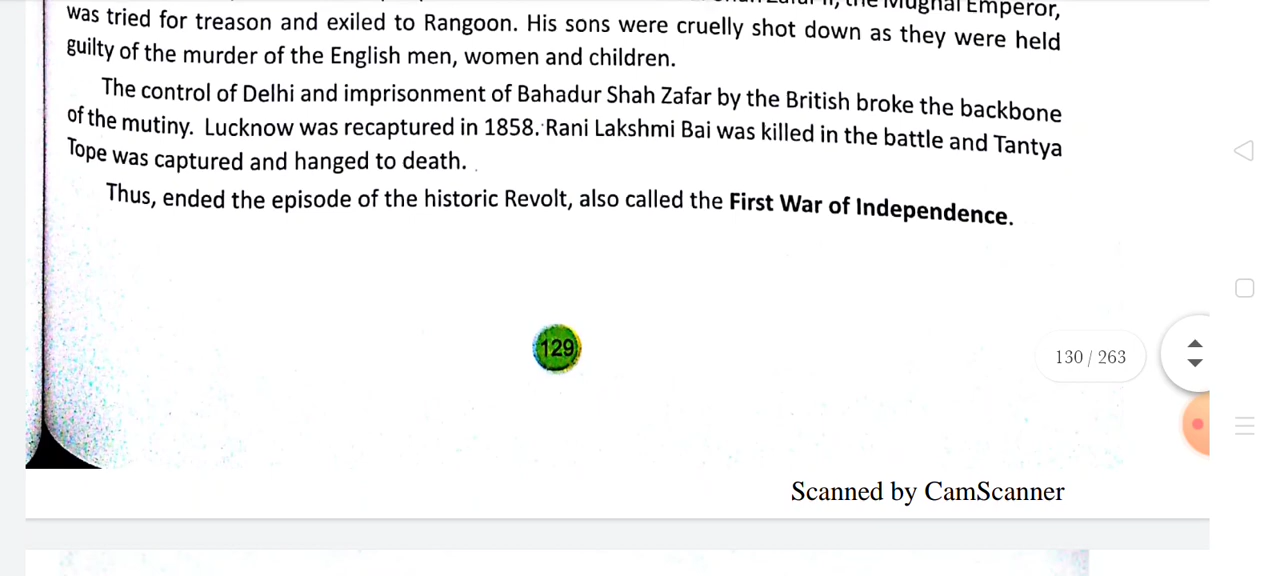 the Mughal Emperor,
was tried for treason and exiled to Rangoon. His sons were cruelly shot down as they were held
guilty of the murder of the English men, women and children.
The control of Delhi and imprisonment of Bahadur Shah Zafar by the British broke the backbone
of the mutiny. Lucknow was recaptured in 1858. Rani Lakshmi Bai was killed in the battle and Tantya
Tope was captured and hanged to death.
Thus, ended the episode of the historic Revolt, also called the First War of Independence.
129
130 / 263
Scanned by CamScanner